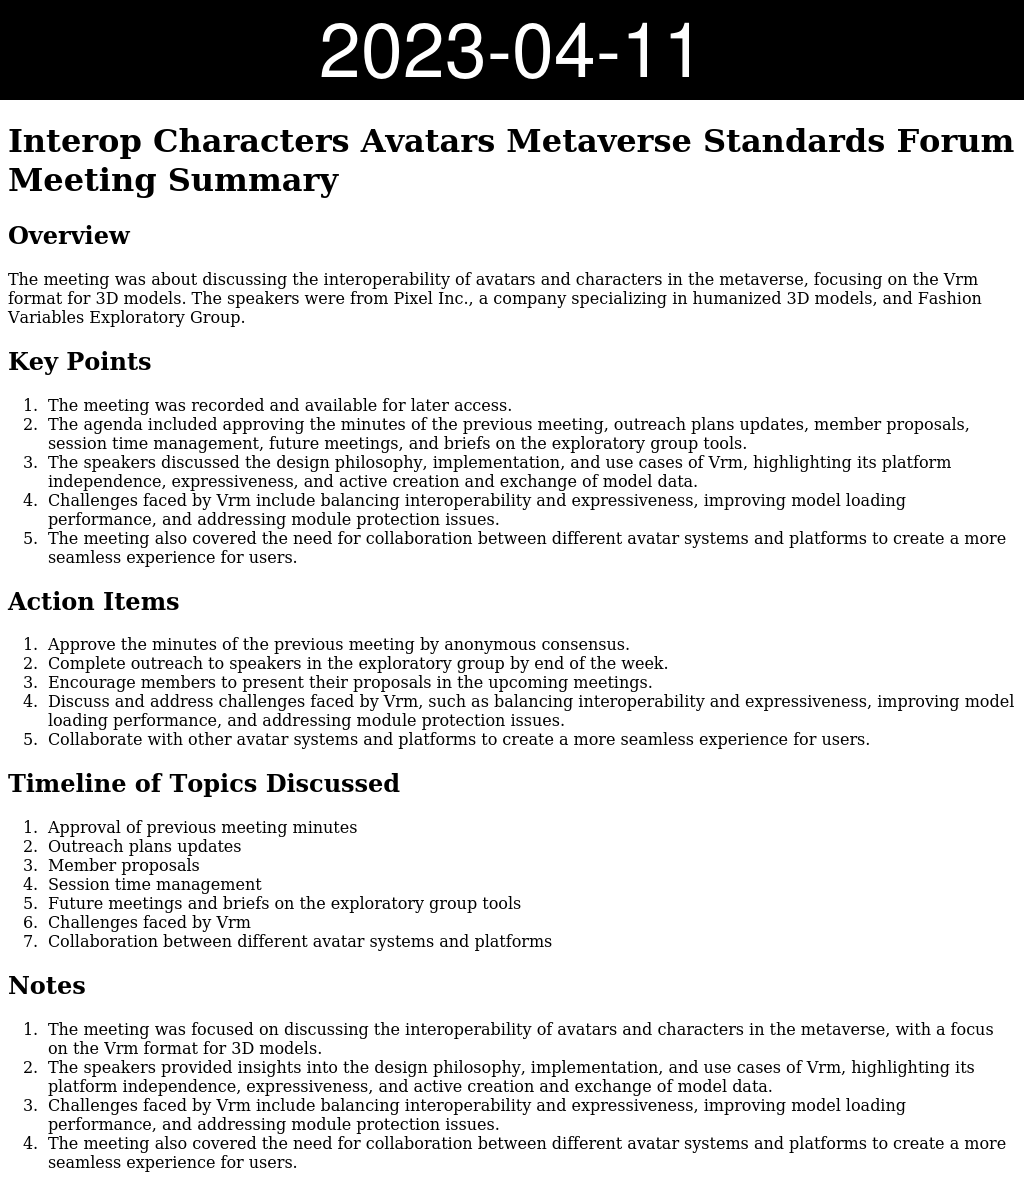 2023-04-11
Interop Characters Avatars Metaverse Standards Forum
Meeting Summary
Overview
The meeting was about discussing the interoperability of avatars and characters in the metaverse, focusing on the Vrm
format for 3D models. The speakers were from Pixel Inc., a company specializing in humanized 3D models, and Fashion
Variables Exploratory Group.
Key Points
1. The meeting was recorded and available for later access.
2. The agenda included approving the minutes of the previous meeting, outreach plans updates, member proposals,
session time management, future meetings, and briefs on the exploratory group tools.
3. The speakers discussed the design philosophy, implementation, and use cases of Vrm, highlighting its platform
independence, expressiveness, and active creation and exchange of model data.
4. Challenges faced by Vrm include balancing interoperability and expressiveness, improving model loading
performance, and addressing module protection issues.
5. The meeting also covered the need for collaboration between different avatar systems and platforms to create a more
seamless experience for users.
Action Items
1. Approve the minutes of the previous meeting by anonymous consensus.
2. Complete outreach to speakers in the exploratory group by end of the week.
3. Encourage members to present their proposals in the upcoming meetings.
4. Discuss and address challenges faced by Vrm, such as balancing interoperability and expressiveness, improving model
loading performance, and addressing module protection issues.
5. Collaborate with other avatar systems and platforms to create a more seamless experience for users.
Timeline of Topics Discussed
1. Approval of previous meeting minutes
2. Outreach plans updates
3. Member proposals
4. Session time management
5. Future meetings and briefs on the exploratory group tools
6. Challenges faced by Vrm
7. Collaboration between different avatar systems and platforms
Notes
1. The meeting was focused on discussing the interoperability of avatars and characters in the metaverse, with a focus
on the Vrm format for 3D models.
2. The speakers provided insights into the design philosophy, implementation, and use cases of Vrm, highlighting its
platform independence, expressiveness, and active creation and exchange of model data.
3. Challenges faced by Vrm include balancing interoperability and expressiveness, improving model loading
performance, and addressing module protection issues.
4. The meeting also covered the need for collaboration between different avatar systems and platforms to create a more
seamless experience for users.